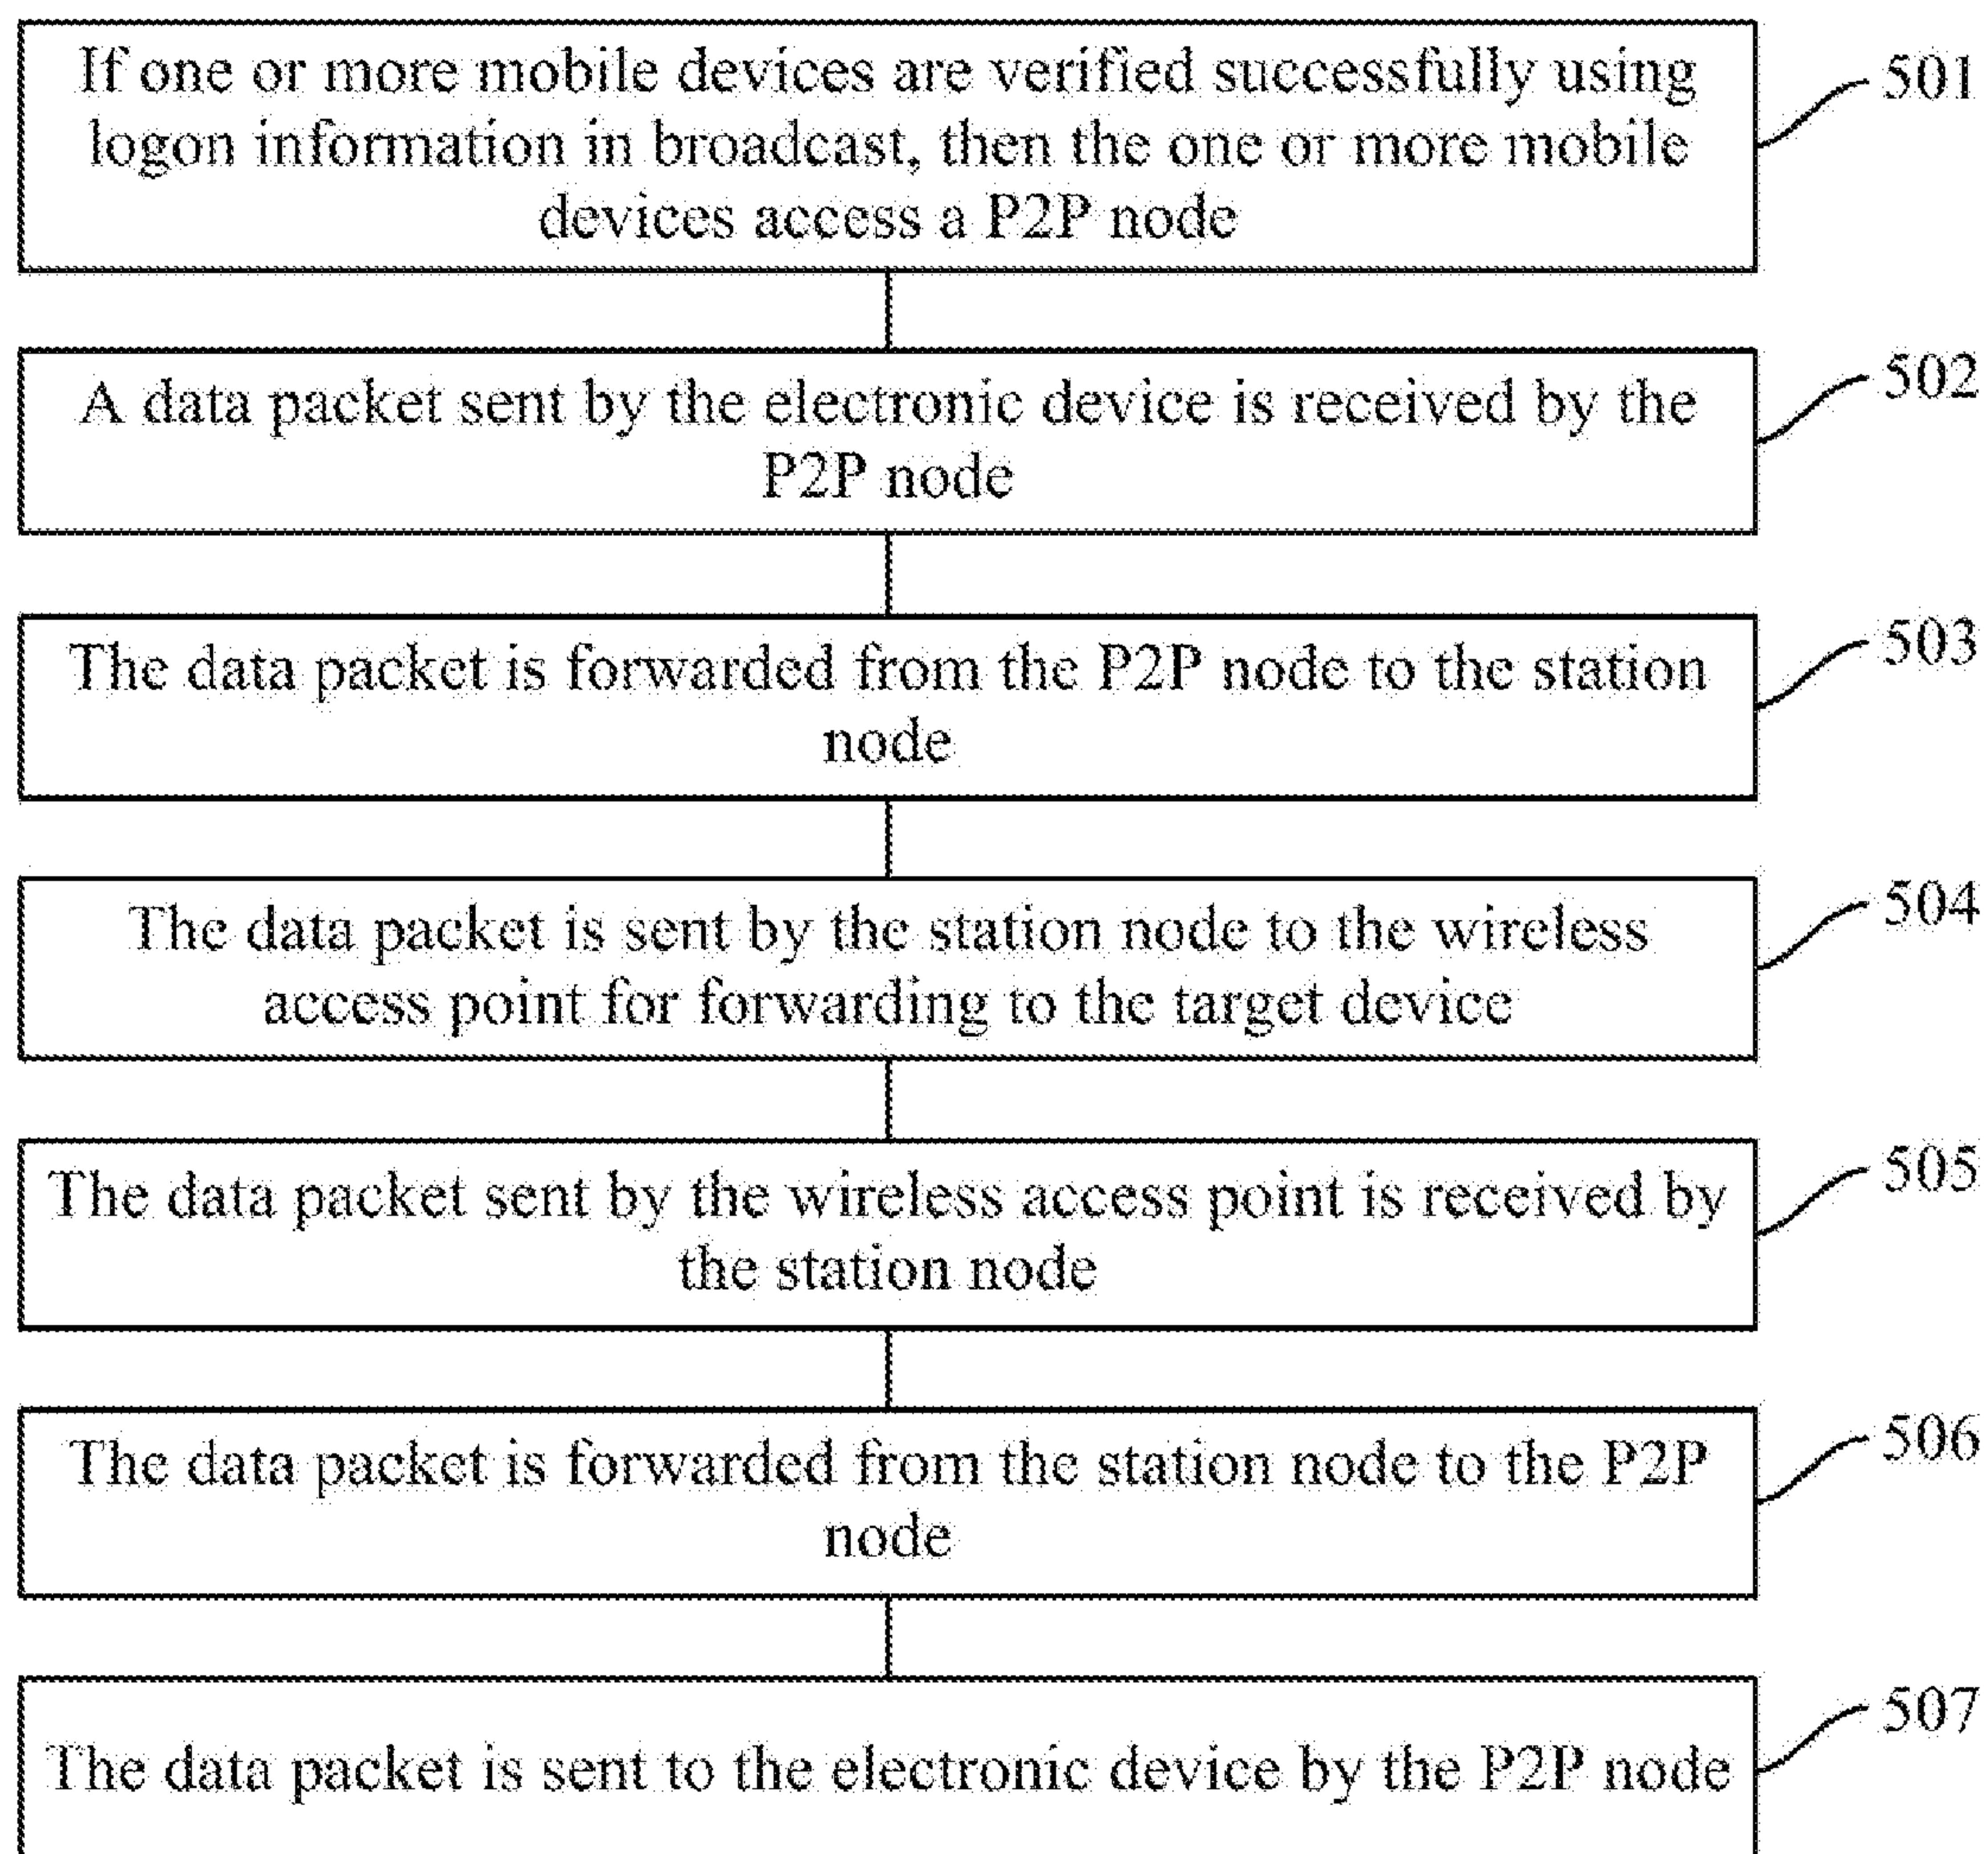 If one or more mobile devices are verified successfully using
logon information in broadcast, then the one or more mobile
devices access a P2P node
501
A data packet sent by the electronic device is received by the
P2P node
502
The data packet is forwarded from the P2P node to the station
node
503
The data packet is sent by the station node to the wireless
access point for forwarding to the target device
504
The data packet sent by the wireless access point is received by
the station node
505
The data packet is forwarded from the station node to the P2P
node
506
The data packet is sent to the electronic device by the P2P node
507